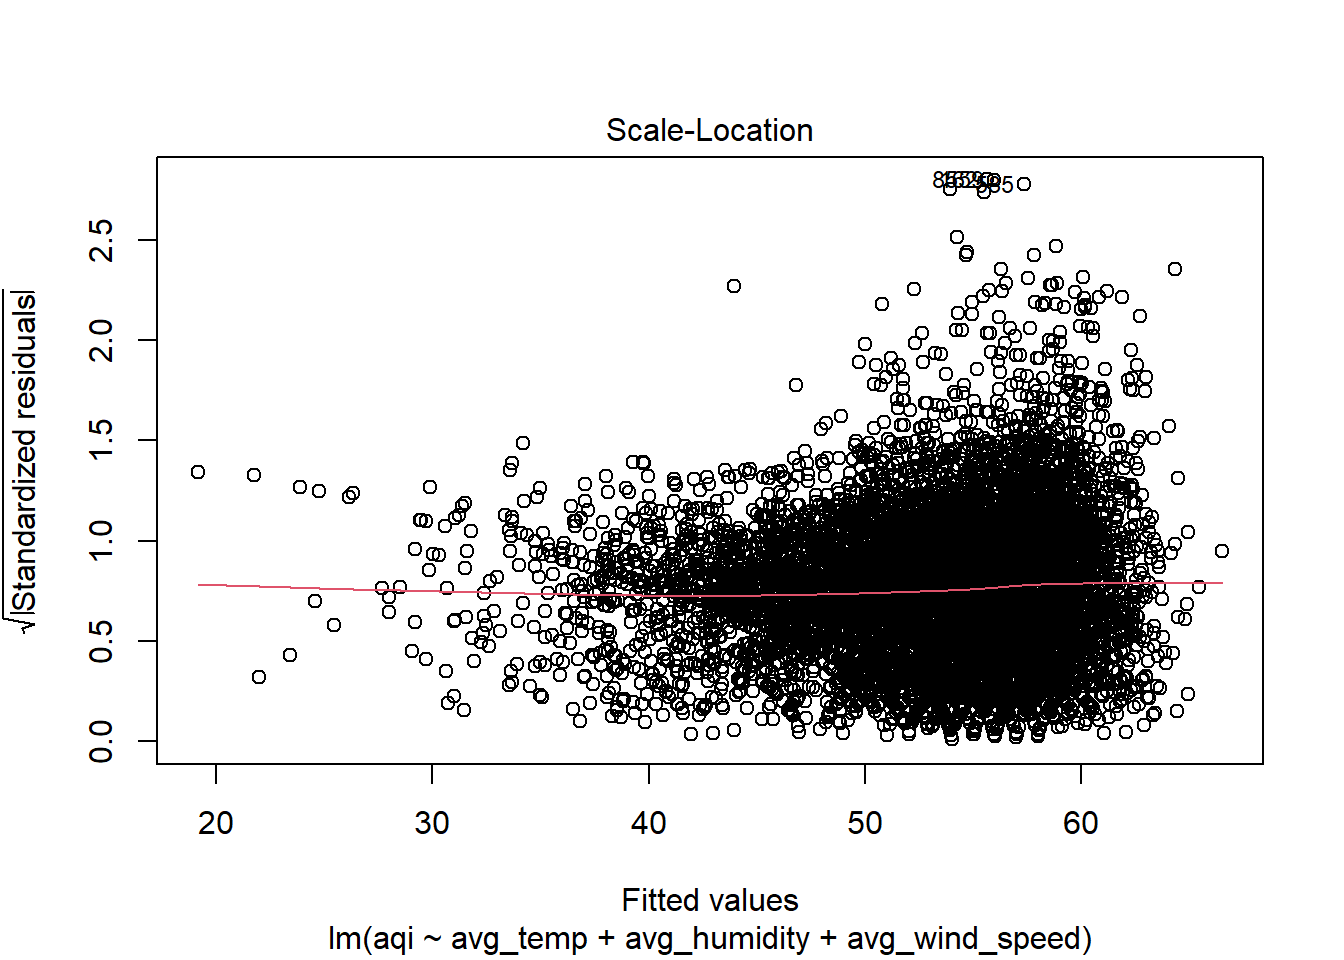 Scale-Location
√|Standardized residuals|
2.5
2.0
1.5
1.0
0.5
0.0
20 30 40 50 60
Fitted values
lm(aqi ~ avg_temp + avg_humidity + avg_wind_speed)